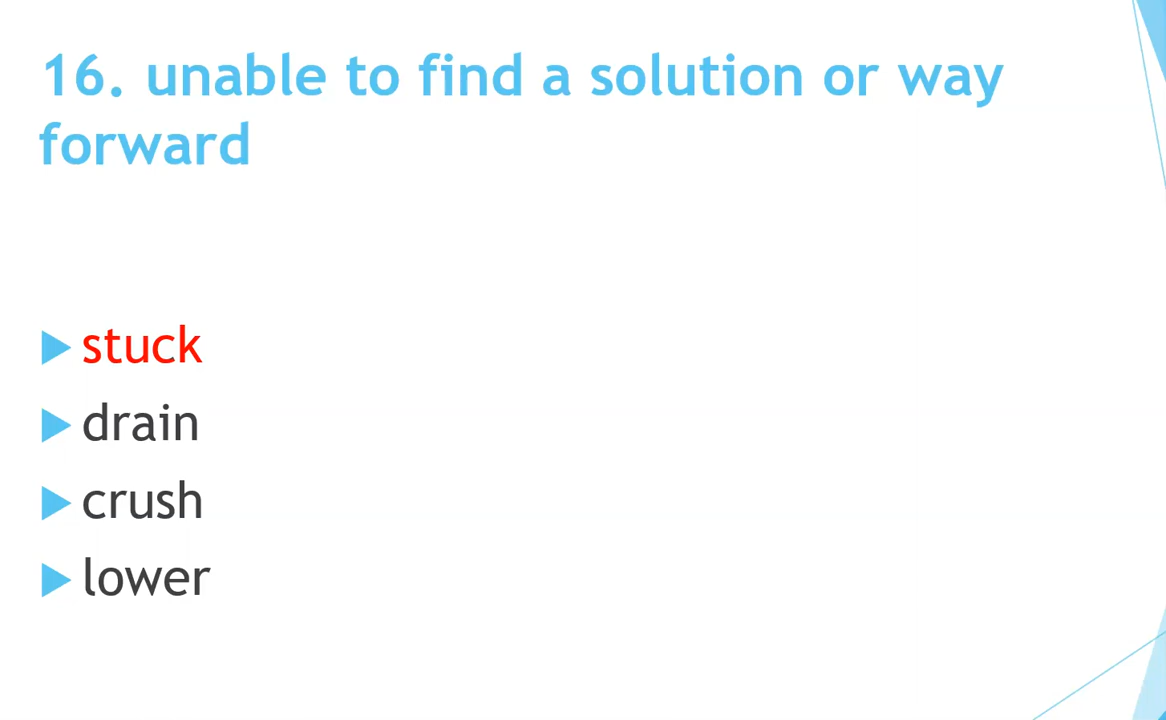 16. unable to find a solution or way
forward
stuck
drain
crush
lower